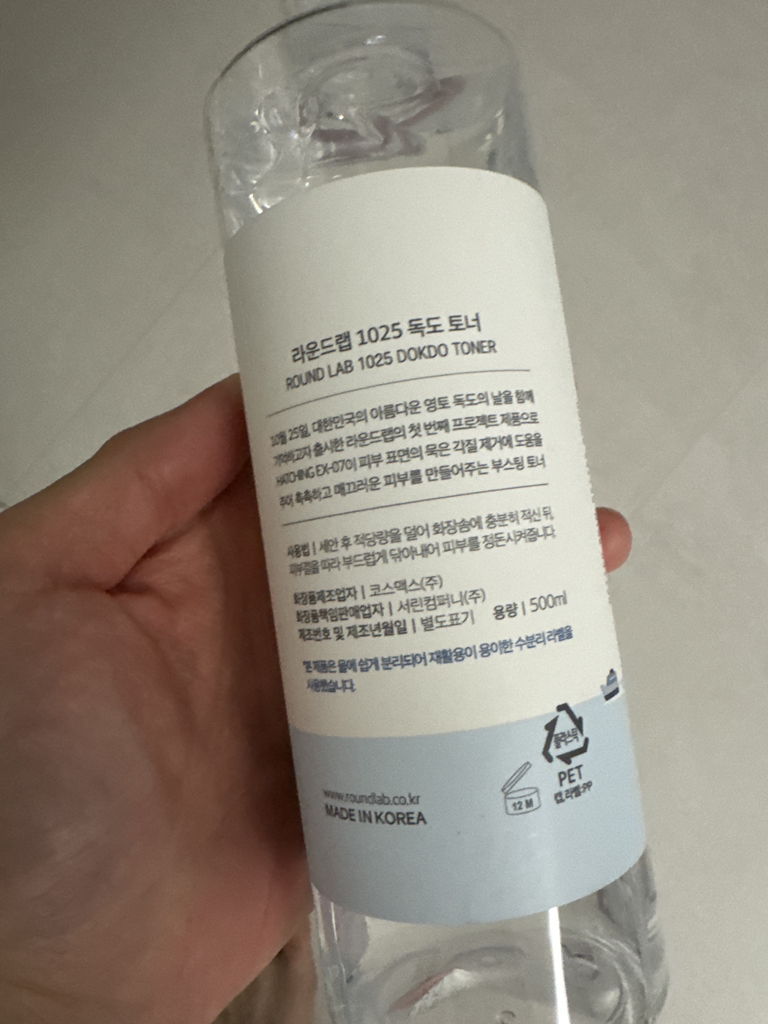 라운드랩 1025 독도 토너
ROUND LAB 1025 DOKDO TONER
10월 25일, 대한민국의 아름다운 영토 독도의 날을 함께
기억하고자 출시한 라운드랩의 첫 번째 프로젝트 제품으로
HATCHING EX-07이 피부 표면의 묵은 각질 제거에 도움을
주어 촉촉하고 매끄러운 피부를 만들어주는 부스팅 토너
사용법 | 세안 후 적당량을 덜어 화장솜에 충분히 적신 뒤,
피부결을 따라 부드럽게 닦아내어 피부를 정돈시켜줍니다.
화장품제조업자 | 코스맥스(주)
화장품책임판매업자 | 서린컴퍼니(주)
제조번호 및 제조년월일 | 별도표기 용량 | 500ml
*본 제품은 물에 쉽게 분리되어 재활용이 용이한 수분리 라벨을
사용했습니다.
플라스틱
PET
캡,라벨:PP
12 M
www.roundlab.co.kr
MADE IN KOREA